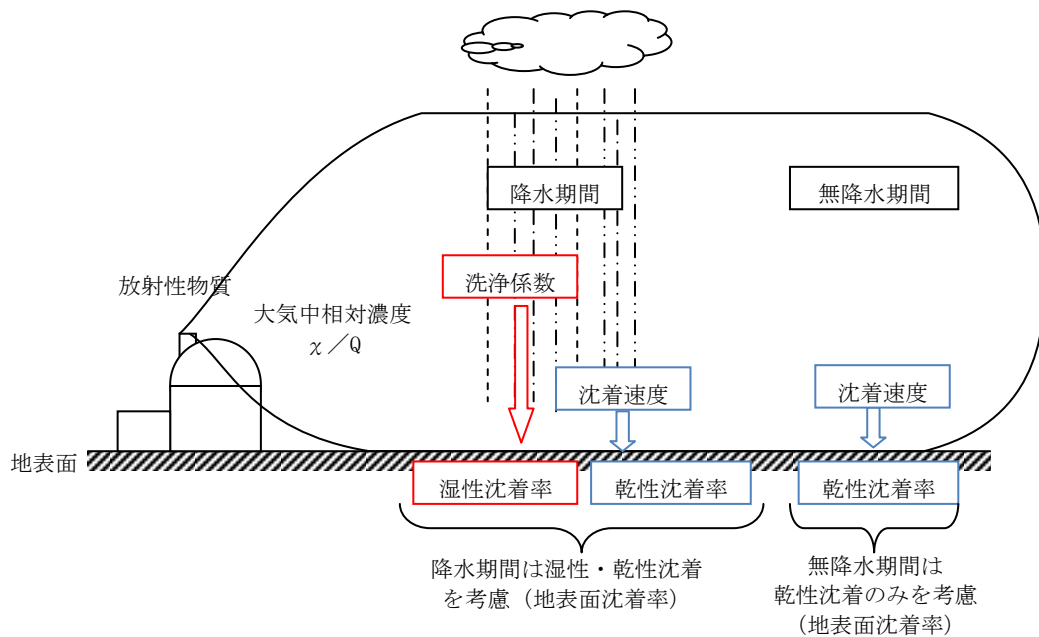 降水期間
無降水期間
洗浄係数
放射性物質
大気中相対濃度
χ／Q
沈着速度
沈着速度
地表面
湿性沈着率
乾性沈着率
乾性沈着率
降水期間は湿性・乾性沈着
を考慮（地表面沈着率）
無降水期間は
乾性沈着のみを考慮
（地表面沈着率）